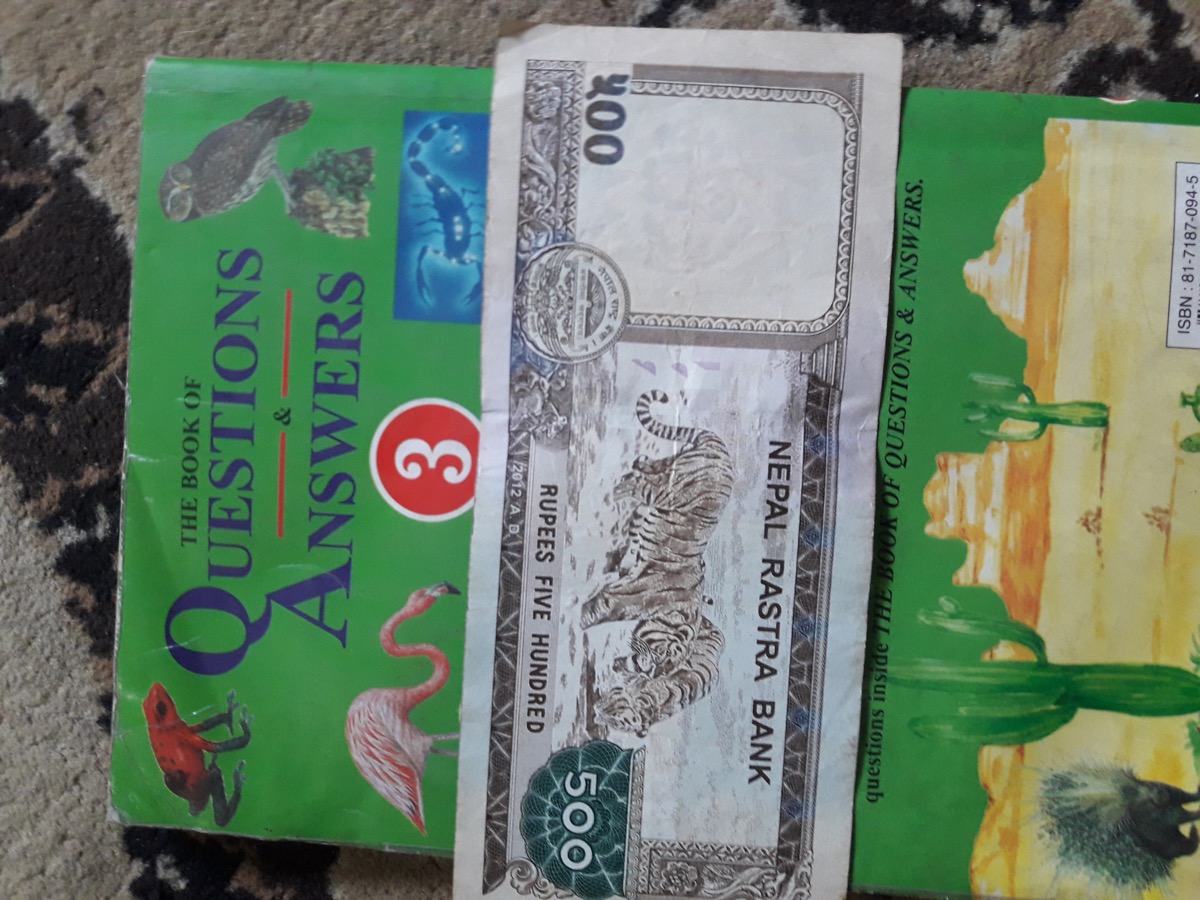 questions inside THE BOOK OF QUESTIONS & ANSWERS.
ISBN : 81-7187-094-5
NEPAL RASTRA BANK
500
RUPEES FIVE HUNDRED
2012 A.D.
५००
THE BOOK OF
QUESTIONS
&
ANSWERS
3